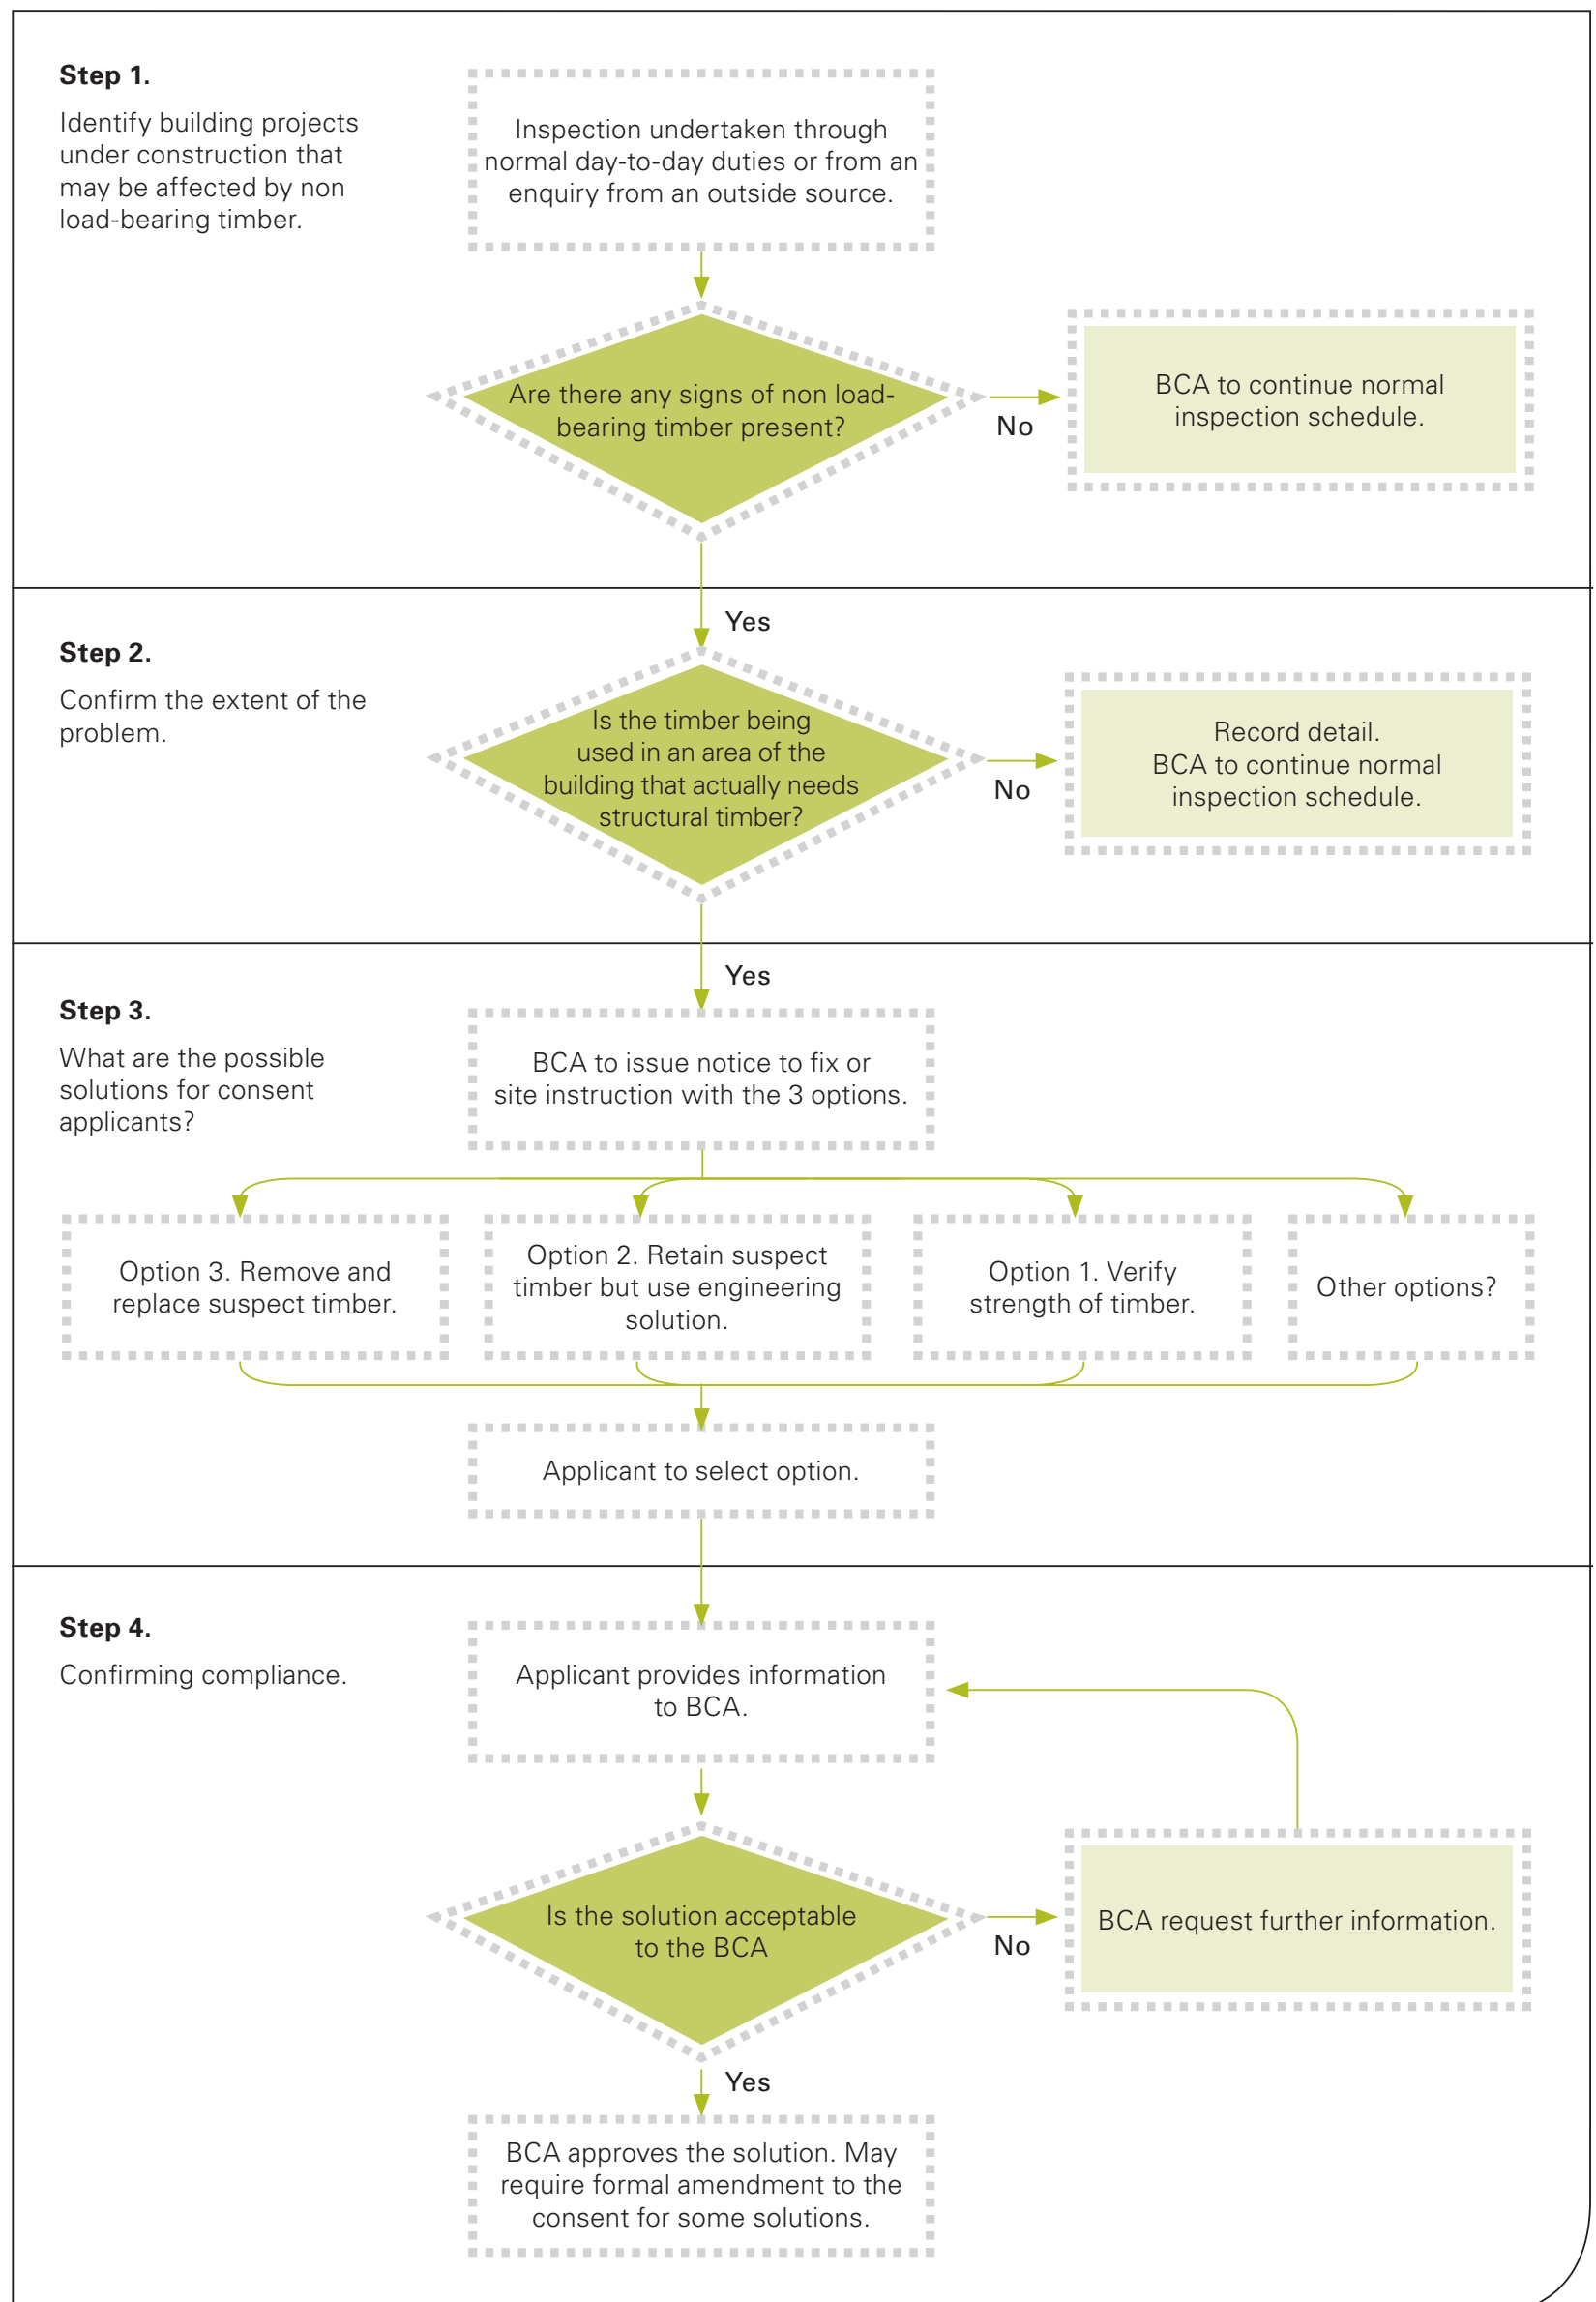 Step 1.
Identify building projects
under construction that
may be affected by non
load-bearing timber.
Inspection undertaken through
normal day-to-day duties or from an
enquiry from an outside source.
Are there any signs of non load-
bearing timber present?
No
BCA to continue normal
inspection schedule.
Yes
Step 2.
Confirm the extent of the
problem.
Is the timber being
used in an area of the
building that actually needs
structural timber?
No
Record detail.
BCA to continue normal
inspection schedule.
Yes
Step 3.
What are the possible
solutions for consent
applicants?
BCA to issue notice to fix or
site instruction with the 3 options.
Option 3. Remove and
replace suspect timber.
Option 2. Retain suspect
timber but use engineering
solution.
Option 1. Verify
strength of timber.
Other options?
Applicant to select option.
Step 4.
Confirming compliance.
Applicant provides information
to BCA.
Is the solution acceptable
to the BCA
No
BCA request further information.
Yes
BCA approves the solution. May
require formal amendment to the
consent for some solutions.